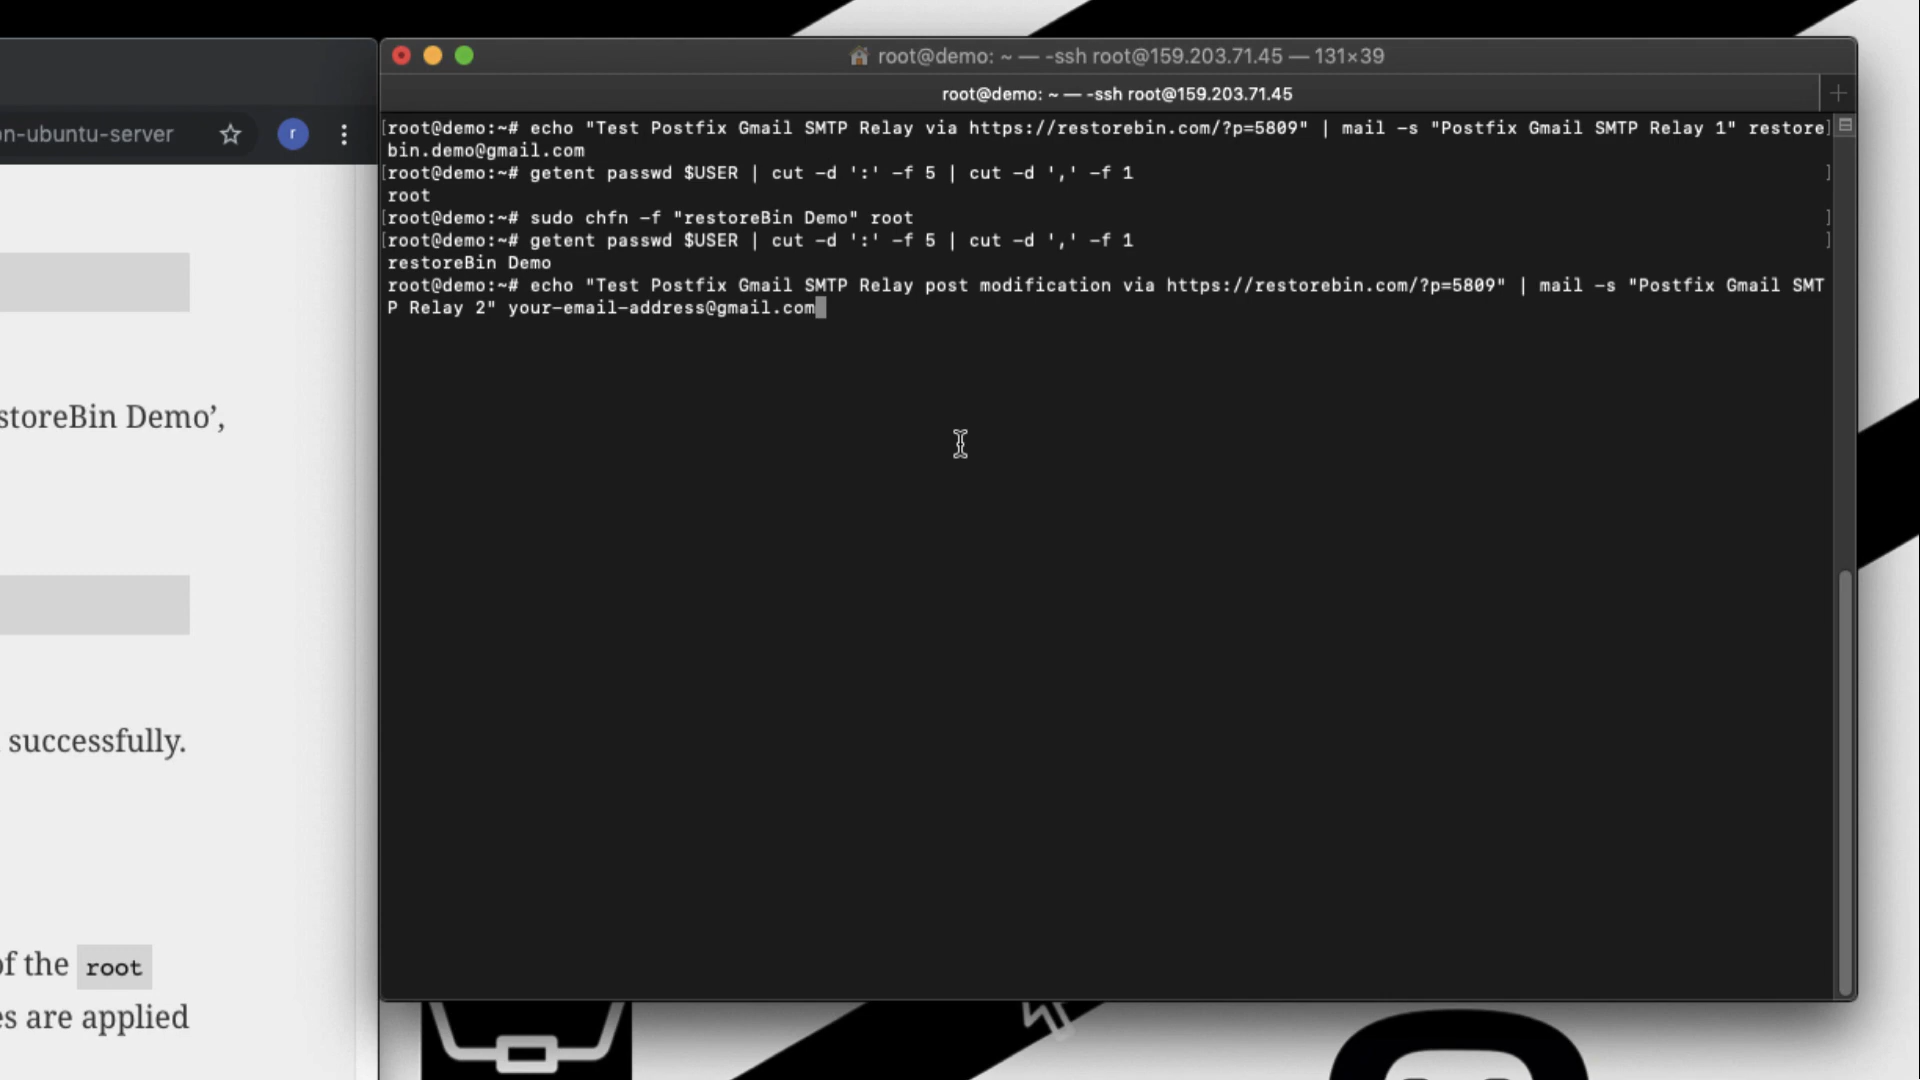 root@demo: ~ — -ssh root@159.203.71.45 — 131×39
root@demo: ~ — -ssh root@159.203.71.45
on-ubuntu-server
r
[root@demo:~# echo "Test Postfix Gmail SMTP Relay via https://restorebin.com/?p=5809" | mail -s "Postfix Gmail SMTP Relay 1" restore]
bin.demo@gmail.com
[root@demo:~# getent passwd $USER | cut -d ':' -f 5 | cut -d ',' -f 1 ]
root
[root@demo:~# sudo chfn -f "restoreBin Demo" root ]
[root@demo:~# getent passwd $USER | cut -d ':' -f 5 | cut -d ',' -f 1 ]
restoreBin Demo
root@demo:~# echo "Test Postfix Gmail SMTP Relay post modification via https://restorebin.com/?p=5809" | mail -s "Postfix Gmail SMT
P Relay 2" your-email-address@gmail.com
storeBin Demo’,
successfully.
of the root
es are applied